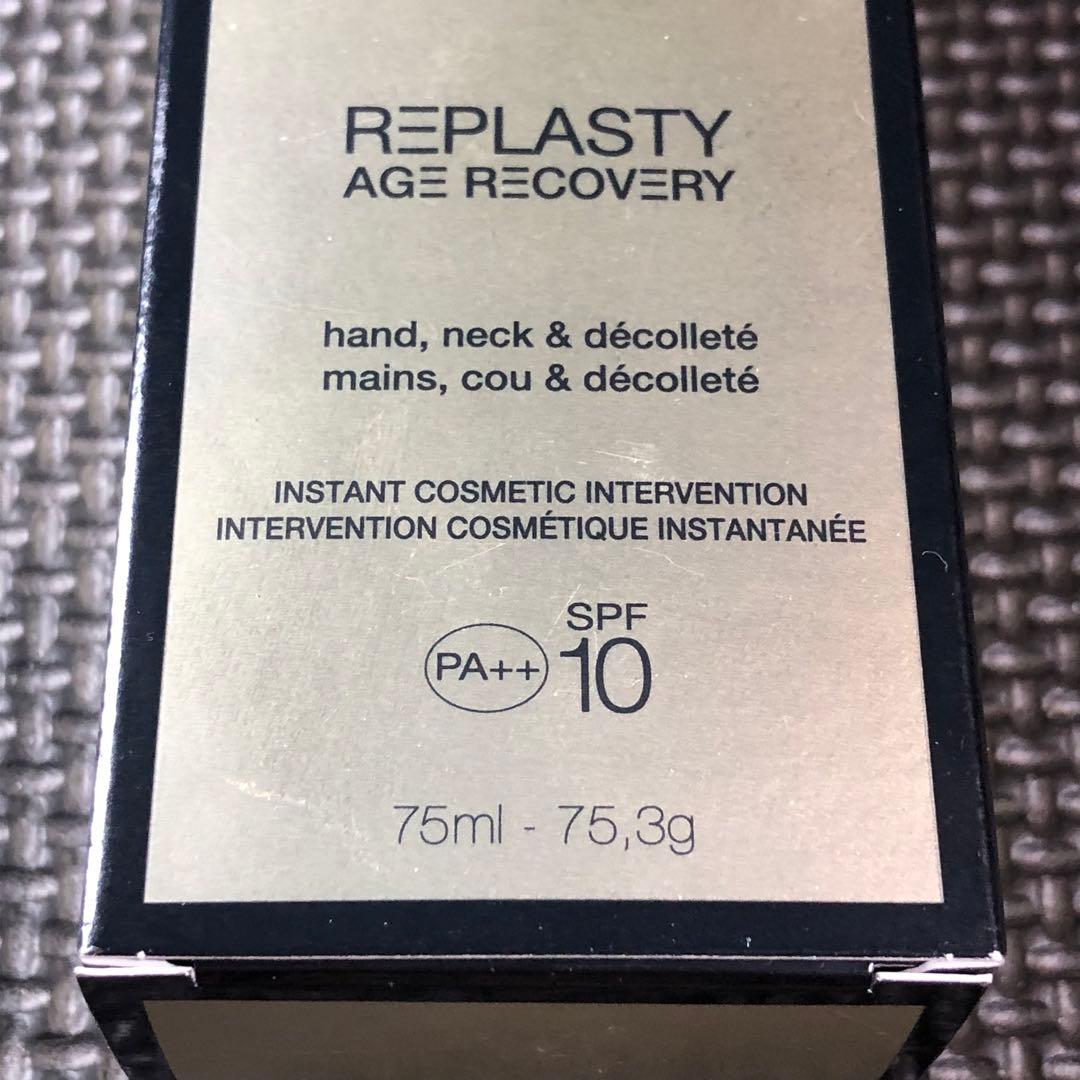 REPLASTY
AGE RECOVERY
hand, neck & décolleté
mains, cou & décolleté
INSTANT COSMETIC INTERVENTION
INTERVENTION COSMÉTIQUE INSTANTANÉE
PA++ SPF 10
75ml - 75,3g